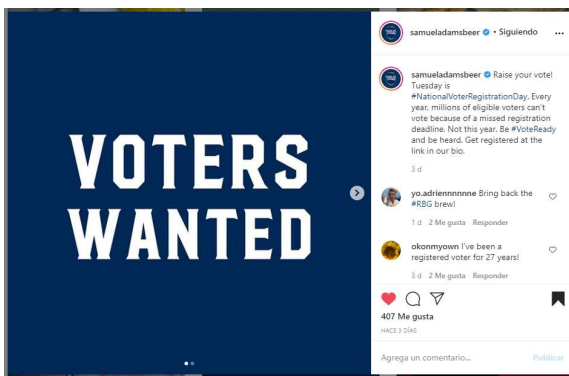 VOTERS
WANTED
samueladamsbeer • Siguiendo
samueladamsbeer Raise your vote!
Tuesday is
#NationalVoterRegistrationDay. Every
year, millions of eligible voters can't
vote because of a missed registration
deadline. Not this year. Be #VoteReady
and be heard. Get registered at the
link in our bio.
3 d
yo.adriennnnnne Bring back the
#RBG brew!
1 d 2 Me gusta Responder
okonmyown I've been a
registered voter for 27 years!
3 d 2 Me gusta Responder
407 Me gusta
HACE 3 DÍAS
Agrega un comentario... Publicar